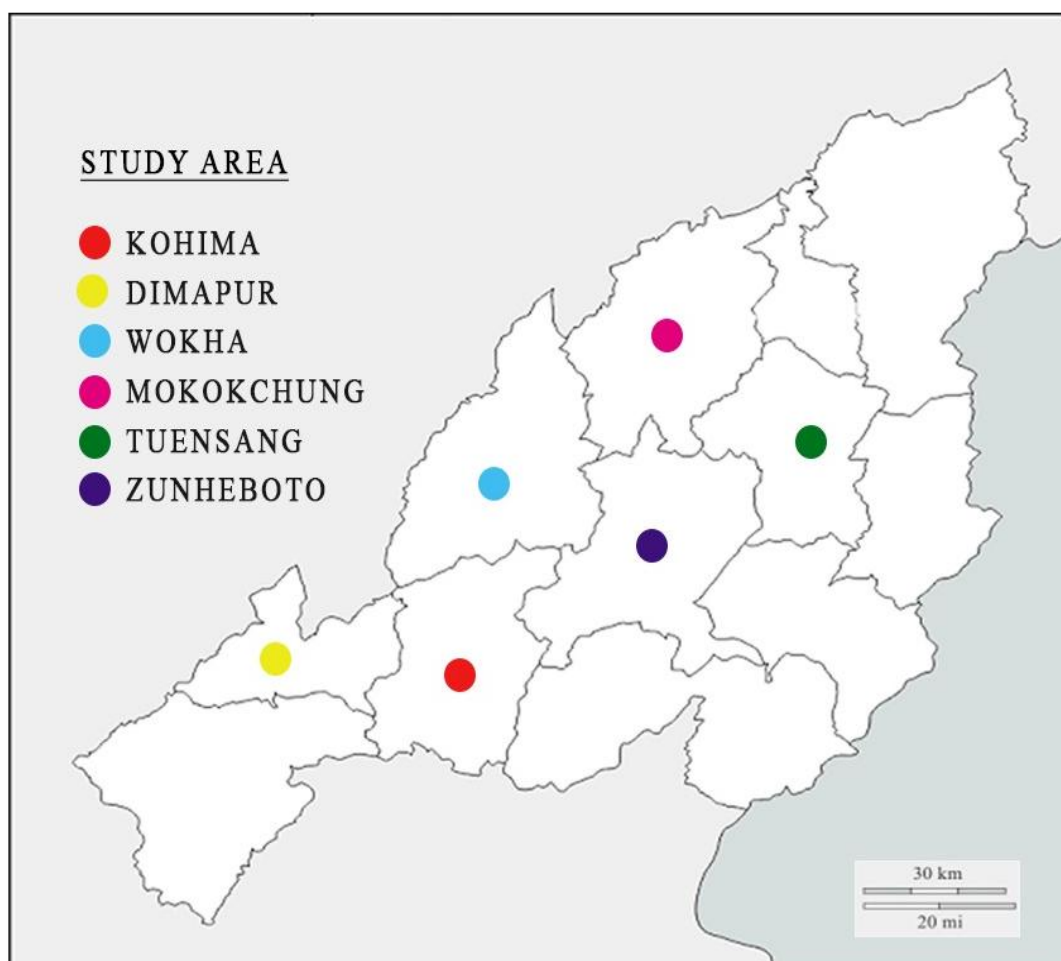 STUDY AREA
KOHIMA
DIMAPUR
WOKHA
MOKOKCHUNG
TUENSANG
ZUNHEBOTO
30 km
20 mi